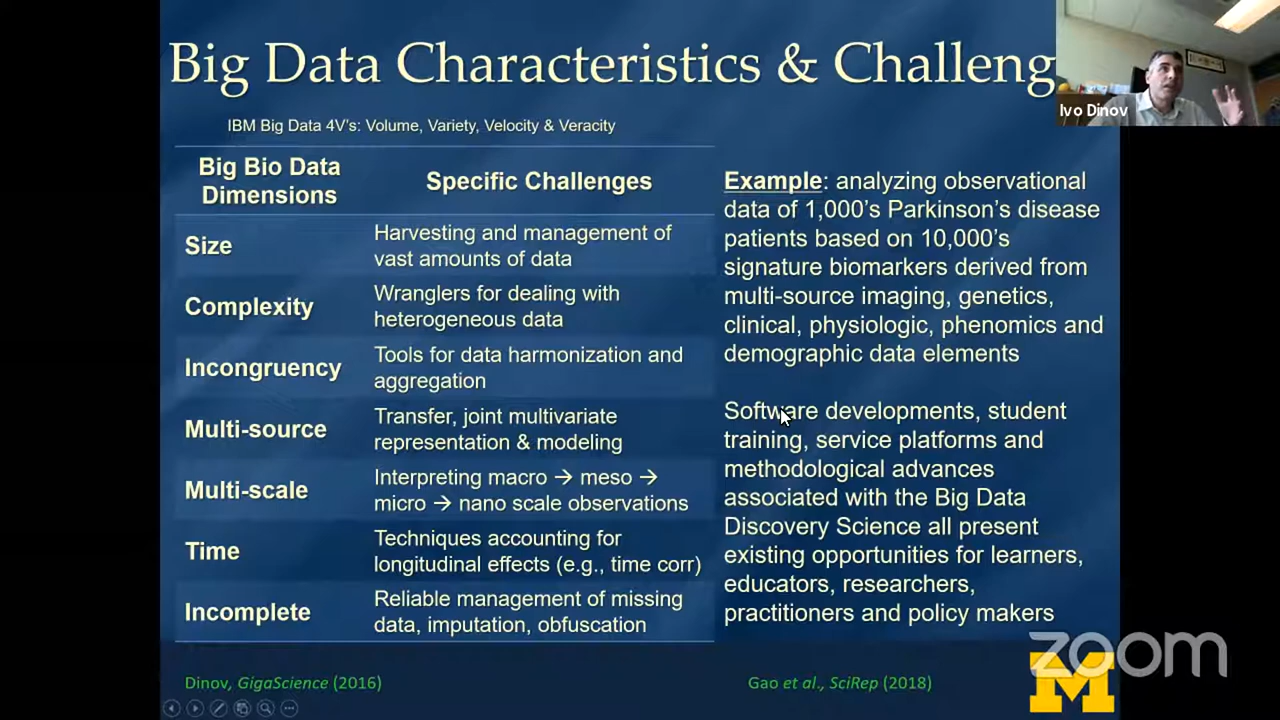 Big Data Characteristics & Challeng
Ivo Dinov
IBM Big Data 4V's: Volume, Variety, Velocity & Veracity
Big Bio Data
Dimensions
Specific Challenges
Size
Harvesting and management of
vast amounts of data
Complexity
Wranglers for dealing with
heterogeneous data
Incongruency
Tools for data harmonization and
aggregation
Multi-source
Transfer, joint multivariate
representation & modeling
Multi-scale
Interpreting macro → meso →
micro → nano scale observations
Time
Techniques accounting for
longitudinal effects (e.g., time corr)
Incomplete
Reliable management of missing
data, imputation, obfuscation
Example: analyzing observational
data of 1,000's Parkinson's disease
patients based on 10,000's
signature biomarkers derived from
multi-source imaging, genetics,
clinical, physiologic, phenomics and
demographic data elements
Software developments, student
training, service platforms and
methodological advances
associated with the Big Data
Discovery Science all present
existing opportunities for learners,
educators, researchers,
practitioners and policy makers
Dinov, GigaScience (2016)
Gao et al., SciRep (2018)
zoom
M